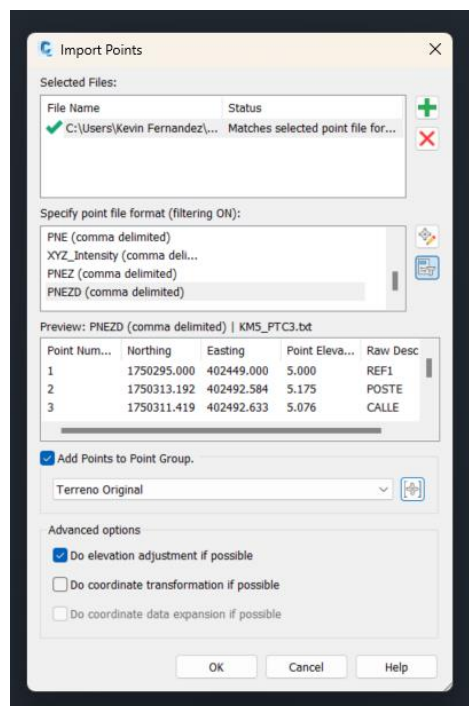 Import Points
Selected Files:
File Name Status
C:\Users\Kevin Fernandez\... Matches selected point file for...
Specify point file format (filtering ON):
PNE (comma delimited)
XYZ_Intensity (comma deli...
PNEZ (comma delimited)
PNEZD (comma delimited)
Preview: PNEZD (comma delimited) | KM5_PTC3.txt
Point Num... Northing Easting Point Eleva... Raw Desc
1 1750295.000 402449.000 5.000 REF1
2 1750313.192 402492.584 5.175 POSTE
3 1750311.419 402492.633 5.076 CALLE
Add Points to Point Group.
Terreno Original
Advanced options
Do elevation adjustment if possible
Do coordinate transformation if possible
Do coordinate data expansion if possible
OK Cancel Help